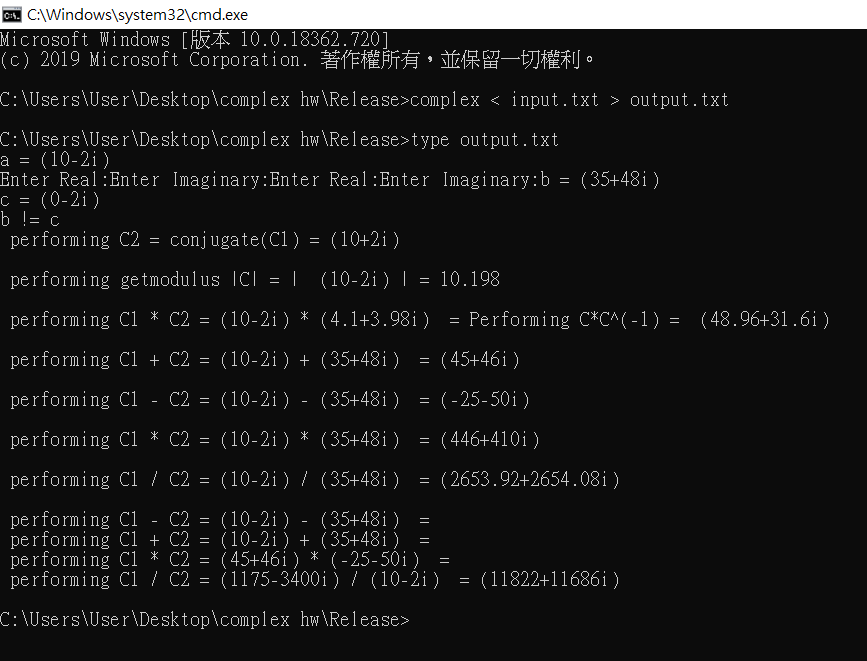 C:\Windows\system32\cmd.exe
Microsoft Windows [版本 10.0.18362.720]
(c) 2019 Microsoft Corporation. 著作權所有，並保留一切權利。
C:\Users\User\Desktop\complex hw\Release>complex < input.txt > output.txt
C:\Users\User\Desktop\complex hw\Release>type output.txt
a = (10-2i)
Enter Real:Enter Imaginary:Enter Real:Enter Imaginary:b = (35+48i)
c = (0-2i)
b != c
performing C2 = conjugate(C1) = (10+2i)
performing getmodulus |C| = |  (10-2i) | = 10.198
performing C1 * C2 = (10-2i) * (4.1+3.98i)  = Performing C*C^(-1) =  (48.96+31.6i)
performing C1 + C2 = (10-2i) + (35+48i)  = (45+46i)
performing C1 - C2 = (10-2i) - (35+48i)  = (-25-50i)
performing C1 * C2 = (10-2i) * (35+48i)  = (446+410i)
performing C1 / C2 = (10-2i) / (35+48i)  = (2653.92+2654.08i)
performing C1 - C2 = (10-2i) - (35+48i)  =
performing C1 + C2 = (10-2i) + (35+48i)  =
performing C1 * C2 = (45+46i) * (-25-50i)  =
performing C1 / C2 = (1175-3400i) / (10-2i)  = (11822+11686i)
C:\Users\User\Desktop\complex hw\Release>